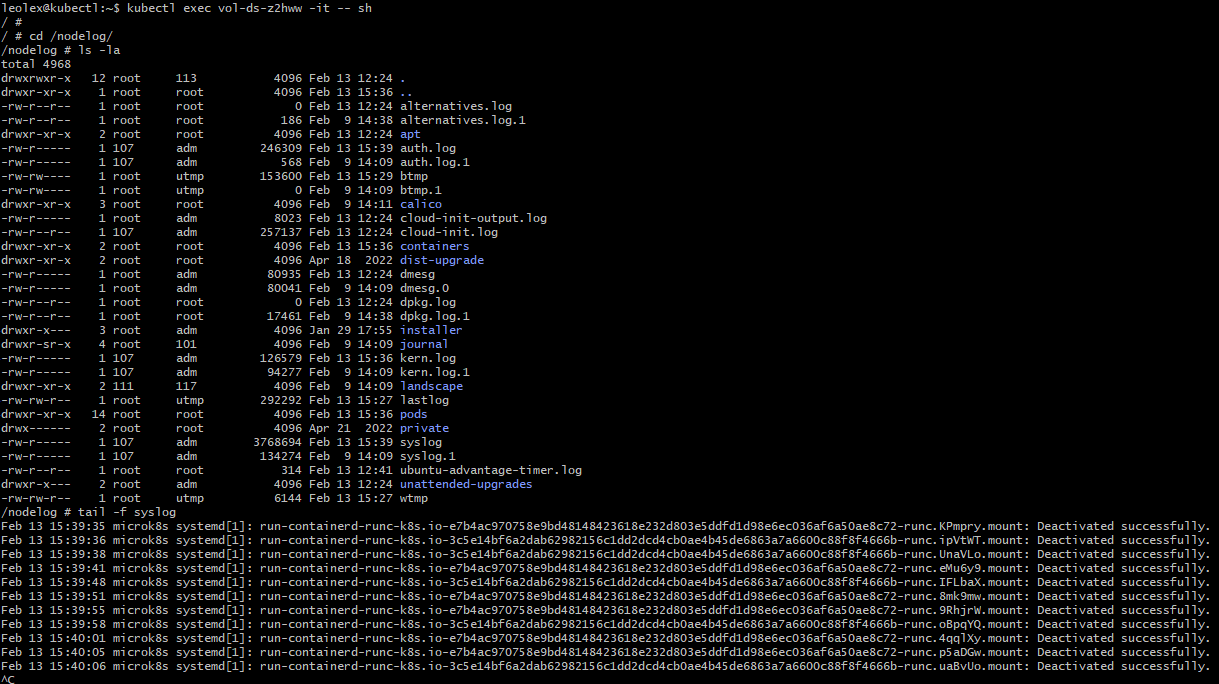 leolex@kubectl:~$ kubectl exec vol-ds-z2hww -it -- sh
/ #
/ # cd /nodelog/
/nodelog # ls -la
total 4968
drwxrwxr-x   12 root     113           4096 Feb 13 12:24 .
drwxr-xr-x    1 root     root          4096 Feb 13 15:36 ..
-rw-r--r--    1 root     root             0 Feb 13 12:24 alternatives.log
-rw-r--r--    1 root     root           186 Feb  9 14:38 alternatives.log.1
drwxr-xr-x    2 root     root          4096 Feb 13 12:24 apt
-rw-r-----    1 107      adm         246309 Feb 13 15:39 auth.log
-rw-r-----    1 107      adm            568 Feb  9 14:09 auth.log.1
-rw-rw----    1 root     utmp        153600 Feb 13 15:29 btmp
-rw-rw----    1 root     utmp             0 Feb  9 14:09 btmp.1
drwxr-xr-x    3 root     root          4096 Feb  9 14:11 calico
-rw-r-----    1 root     adm           8023 Feb 13 12:24 cloud-init-output.log
-rw-r--r--    1 107      adm         257137 Feb 13 12:24 cloud-init.log
drwxr-xr-x    2 root     root          4096 Feb 13 15:36 containers
drwxr-xr-x    2 root     root          4096 Apr 18  2022 dist-upgrade
-rw-r-----    1 root     adm          80935 Feb 13 12:24 dmesg
-rw-r-----    1 root     adm          80041 Feb  9 14:09 dmesg.0
-rw-r--r--    1 root     root             0 Feb 13 12:24 dpkg.log
-rw-r--r--    1 root     root         17461 Feb  9 14:38 dpkg.log.1
drwxr-x---    3 root     adm           4096 Jan 29 17:55 installer
drwxr-sr-x    4 root     101           4096 Feb  9 14:09 journal
-rw-r-----    1 107      adm         126579 Feb 13 15:36 kern.log
-rw-r-----    1 107      adm          94277 Feb  9 14:09 kern.log.1
drwxr-xr-x    2 111      117           4096 Feb  9 14:09 landscape
-rw-rw-r--    1 root     utmp        292292 Feb 13 15:27 lastlog
drwxr-xr-x   14 root     root          4096 Feb 13 15:36 pods
drwx------    2 root     root          4096 Apr 21  2022 private
-rw-r-----    1 107      adm        3768694 Feb 13 15:39 syslog
-rw-r-----    1 107      adm         134274 Feb  9 14:09 syslog.1
-rw-r--r--    1 root     root           314 Feb 13 12:41 ubuntu-advantage-timer.log
drwxr-x---    2 root     adm           4096 Feb 13 12:24 unattended-upgrades
-rw-rw-r--    1 root     utmp          6144 Feb 13 15:27 wtmp
/nodelog # tail -f syslog
Feb 13 15:39:35 microk8s systemd[1]: run-containerd-runc-k8s.io-e7b4ac970758e9bd48148423618e232d803e5ddfd1d98e6ec036af6a50ae8c72-runc.KPmpry.mount: Deactivated successfully.
Feb 13 15:39:36 microk8s systemd[1]: run-containerd-runc-k8s.io-3c5e14bf6a2dab62982156c1dd2dcd4cb0ae4b45de6863a7a6600c88f8f4666b-runc.ipVtWT.mount: Deactivated successfully.
Feb 13 15:39:38 microk8s systemd[1]: run-containerd-runc-k8s.io-3c5e14bf6a2dab62982156c1dd2dcd4cb0ae4b45de6863a7a6600c88f8f4666b-runc.UnaVLo.mount: Deactivated successfully.
Feb 13 15:39:41 microk8s systemd[1]: run-containerd-runc-k8s.io-e7b4ac970758e9bd48148423618e232d803e5ddfd1d98e6ec036af6a50ae8c72-runc.eMu6y9.mount: Deactivated successfully.
Feb 13 15:39:48 microk8s systemd[1]: run-containerd-runc-k8s.io-3c5e14bf6a2dab62982156c1dd2dcd4cb0ae4b45de6863a7a6600c88f8f4666b-runc.IFLbaX.mount: Deactivated successfully.
Feb 13 15:39:51 microk8s systemd[1]: run-containerd-runc-k8s.io-e7b4ac970758e9bd48148423618e232d803e5ddfd1d98e6ec036af6a50ae8c72-runc.8mk9mw.mount: Deactivated successfully.
Feb 13 15:39:55 microk8s systemd[1]: run-containerd-runc-k8s.io-e7b4ac970758e9bd48148423618e232d803e5ddfd1d98e6ec036af6a50ae8c72-runc.9RhjrW.mount: Deactivated successfully.
Feb 13 15:39:58 microk8s systemd[1]: run-containerd-runc-k8s.io-3c5e14bf6a2dab62982156c1dd2dcd4cb0ae4b45de6863a7a6600c88f8f4666b-runc.oBpqYQ.mount: Deactivated successfully.
Feb 13 15:40:01 microk8s systemd[1]: run-containerd-runc-k8s.io-e7b4ac970758e9bd48148423618e232d803e5ddfd1d98e6ec036af6a50ae8c72-runc.4qqlXy.mount: Deactivated successfully.
Feb 13 15:40:05 microk8s systemd[1]: run-containerd-runc-k8s.io-e7b4ac970758e9bd48148423618e232d803e5ddfd1d98e6ec036af6a50ae8c72-runc.p5aDGw.mount: Deactivated successfully.
Feb 13 15:40:06 microk8s systemd[1]: run-containerd-runc-k8s.io-3c5e14bf6a2dab62982156c1dd2dcd4cb0ae4b45de6863a7a6600c88f8f4666b-runc.uaBvUo.mount: Deactivated successfully.
^C